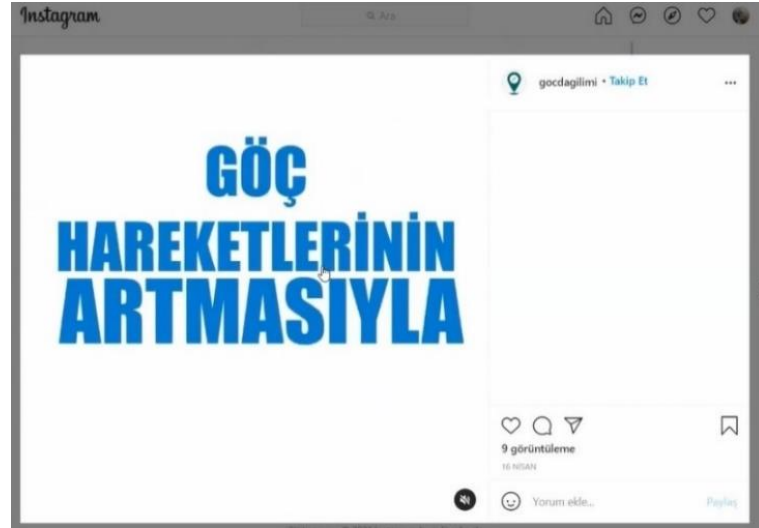 Instagram
Ara
gocdagilimi • Takip Et
GÖÇ
HAREKETLERİNİN
ARTMASIYLA
9 görüntüleme
16 NİSAN
Yorum ekle...
Paylaş